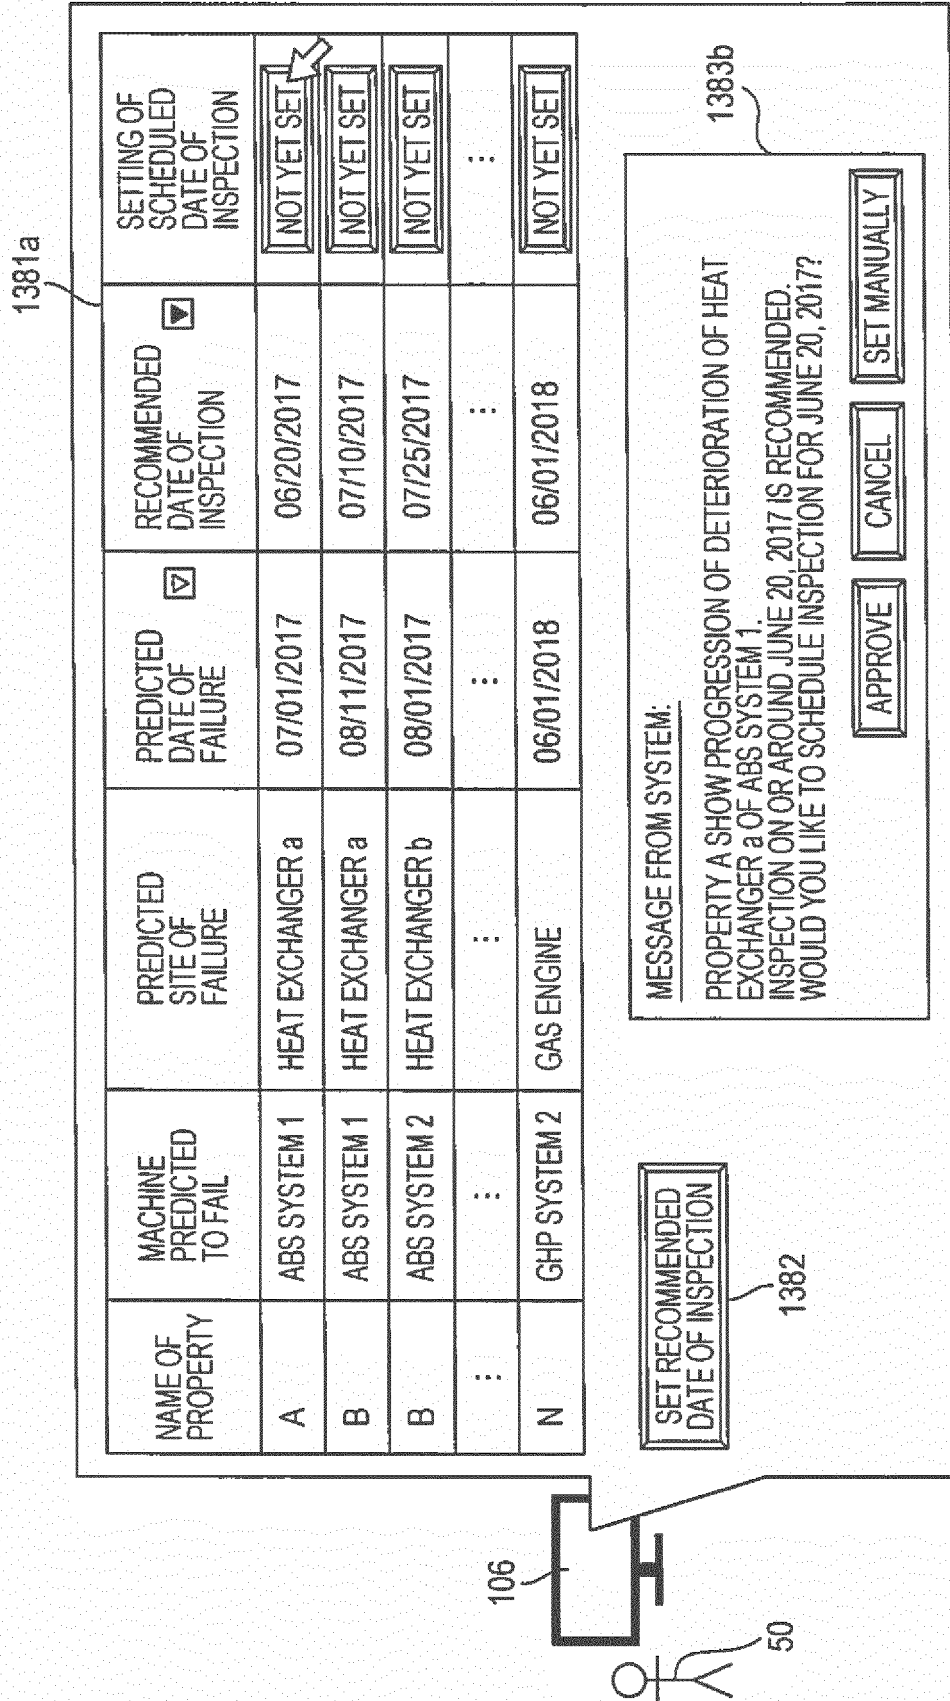 1381a
NAME OF
PROPERTY
MACHINE
PREDICTED
TO FAIL
PREDICTED
SITE OF
FAILURE
PREDICTED
DATE OF
FAILURE
RECOMMENDED
DATE OF
INSPECTION
SETTING OF
SCHEDULED
DATE OF
INSPECTION
A ABS SYSTEM 1 HEAT EXCHANGER a 07/01/2017 06/20/2017 NOT YET SET
B ABS SYSTEM 1 HEAT EXCHANGER a 08/11/2017 07/10/2017 NOT YET SET
B ABS SYSTEM 2 HEAT EXCHANGER b 08/01/2017 07/25/2017 NOT YET SET
... ... ... ... ... ...
N GHP SYSTEM 2 GAS ENGINE 06/01/2018 06/01/2018 NOT YET SET
106
50
SET RECOMMENDED
DATE OF INSPECTION
1382
MESSAGE FROM SYSTEM:
PROPERTY A SHOW PROGRESSION OF DETERIORATION OF HEAT
EXCHANGER a OF ABS SYSTEM 1.
INSPECTION ON OR AROUND JUNE 20, 2017 IS RECOMMENDED.
WOULD YOU LIKE TO SCHEDULE INSPECTION FOR JUNE 20, 2017?
APPROVE CANCEL SET MANUALLY
1383b